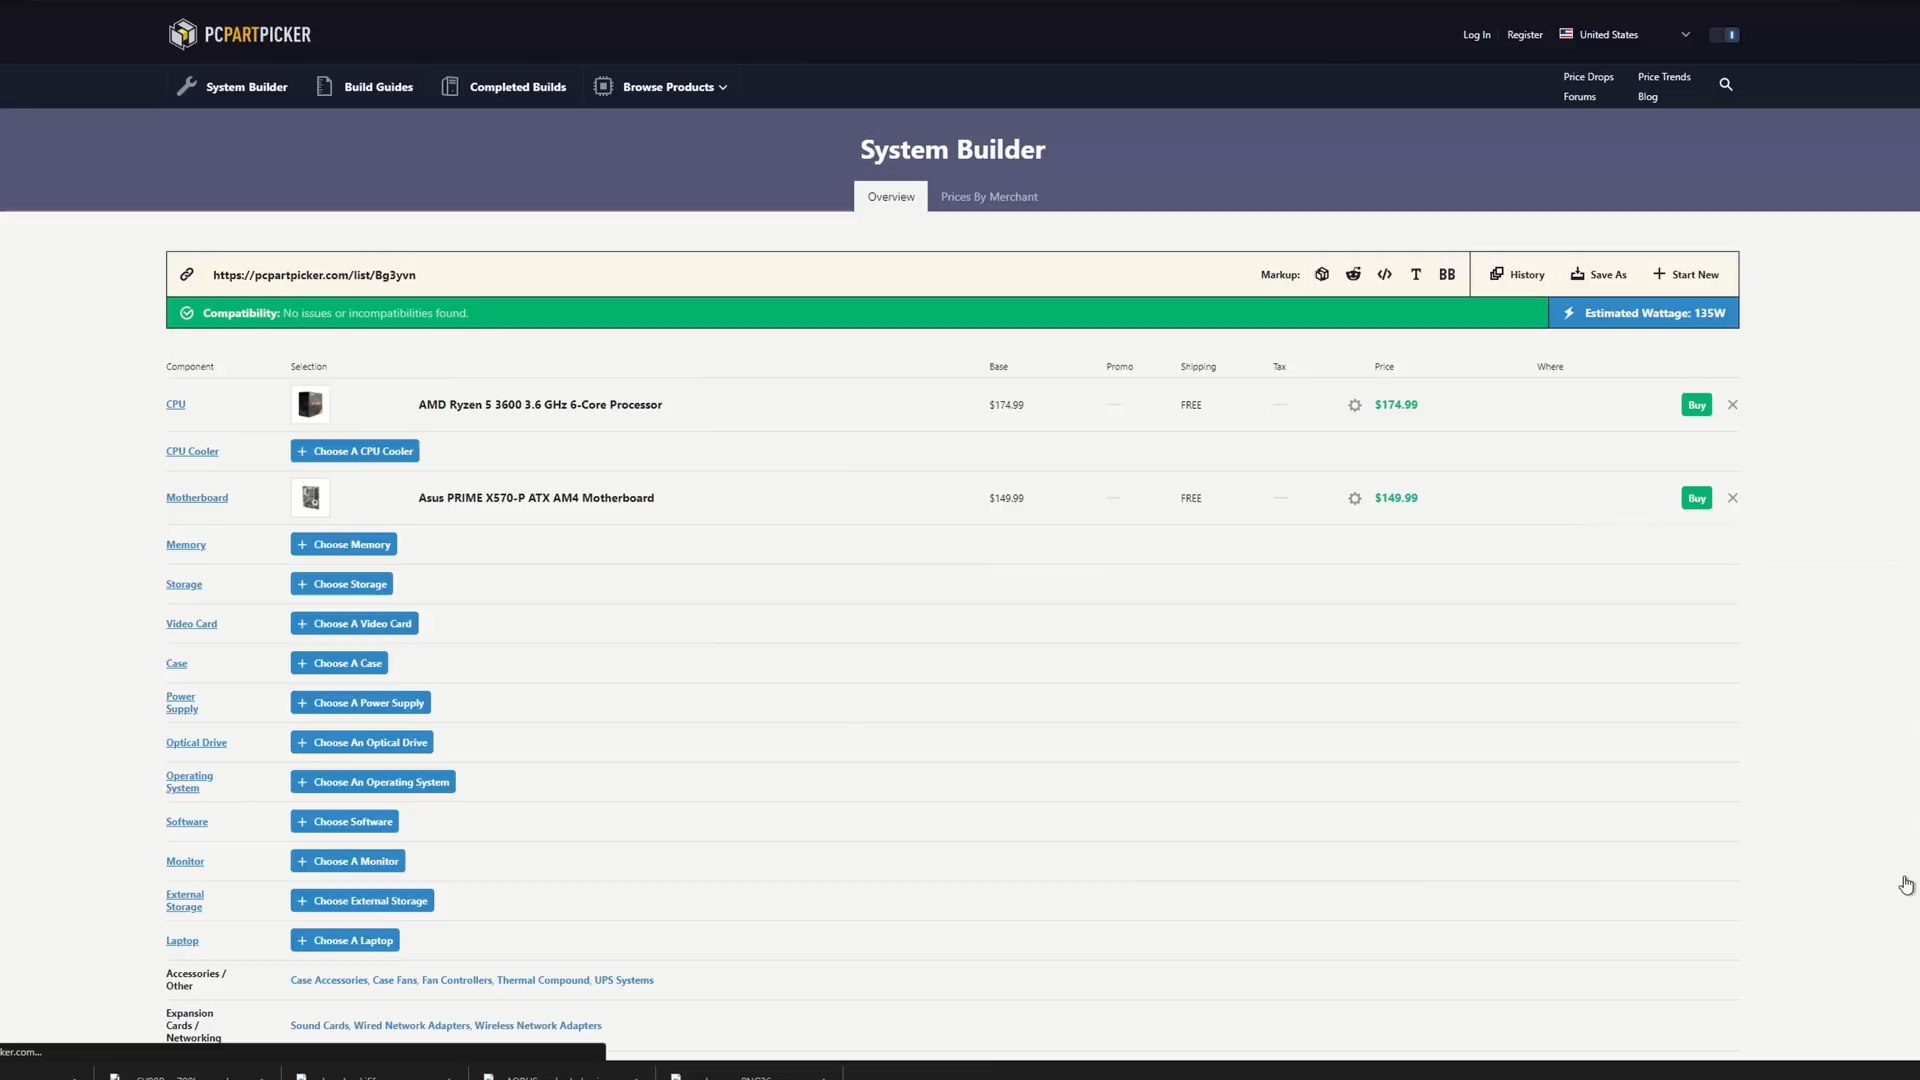 PCPARTPICKER
Log In Register United States
System Builder Build Guides Completed Builds Browse Products
Price Drops Price Trends
Forums Blog
System Builder
Overview Prices By Merchant
https://pcpartpicker.com/list/Bg3yvn Markup: BB History Save As + Start New
Compatibility: No issues or incompatibilities found. Estimated Wattage: 135W
Component Selection Base Promo Shipping Tax Price Where
CPU AMD Ryzen 5 3600 3.6 GHz 6-Core Processor $174.99 — FREE — $174.99 Buy
CPU Cooler + Choose A CPU Cooler
Motherboard Asus PRIME X570-P ATX AM4 Motherboard $149.99 — FREE — $149.99 Buy
Memory + Choose Memory
Storage + Choose Storage
Video Card + Choose A Video Card
Case + Choose A Case
Power
Supply + Choose A Power Supply
Optical Drive + Choose An Optical Drive
Operating
System + Choose An Operating System
Software + Choose Software
Monitor + Choose A Monitor
External
Storage + Choose External Storage
Laptop + Choose A Laptop
Accessories /
Other Case Accessories, Case Fans, Fan Controllers, Thermal Compound, UPS Systems
Expansion
Cards / Sound Cards, Wired Network Adapters, Wireless Network Adapters
Networking
ker.com...